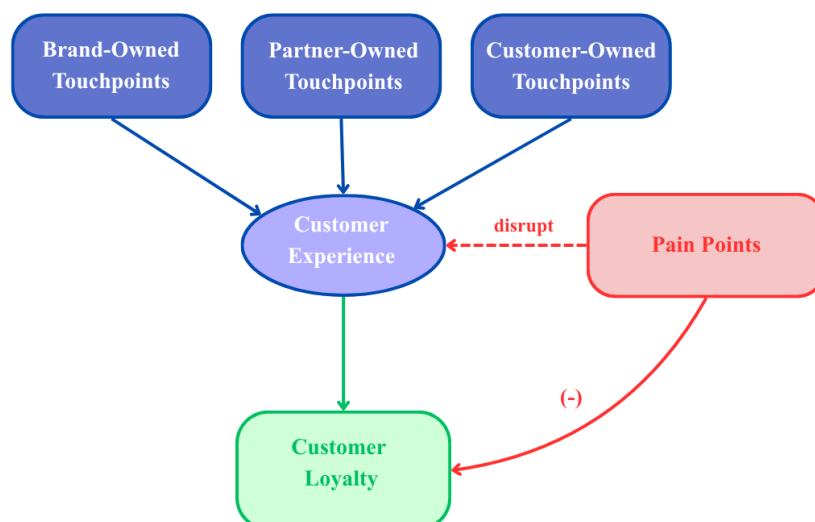 Brand-Owned
Touchpoints
Partner-Owned
Touchpoints
Customer-Owned
Touchpoints
Customer
Experience
disrupt
Pain Points
(-)
Customer
Loyalty